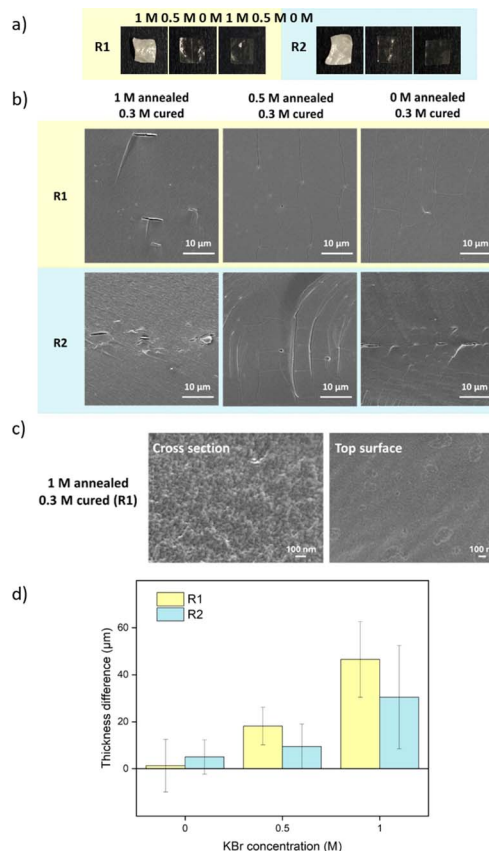 a)
1 M 0.5 M 0 M 1 M 0.5 M 0 M
R1
R2
b)
1 M annealed
0.3 M cured
0.5 M annealed
0.3 M cured
0 M annealed
0.3 M cured
R1
10 µm
10 µm
10 µm
R2
10 µm
10 µm
10 µm
c)
1 M annealed
0.3 M cured (R1)
Cross section
100 nm
Top surface
100 nm
d)
R1
R2
Thickness difference (µm)
60
40
20
0
0
0.5
1
KBr concentration (M)